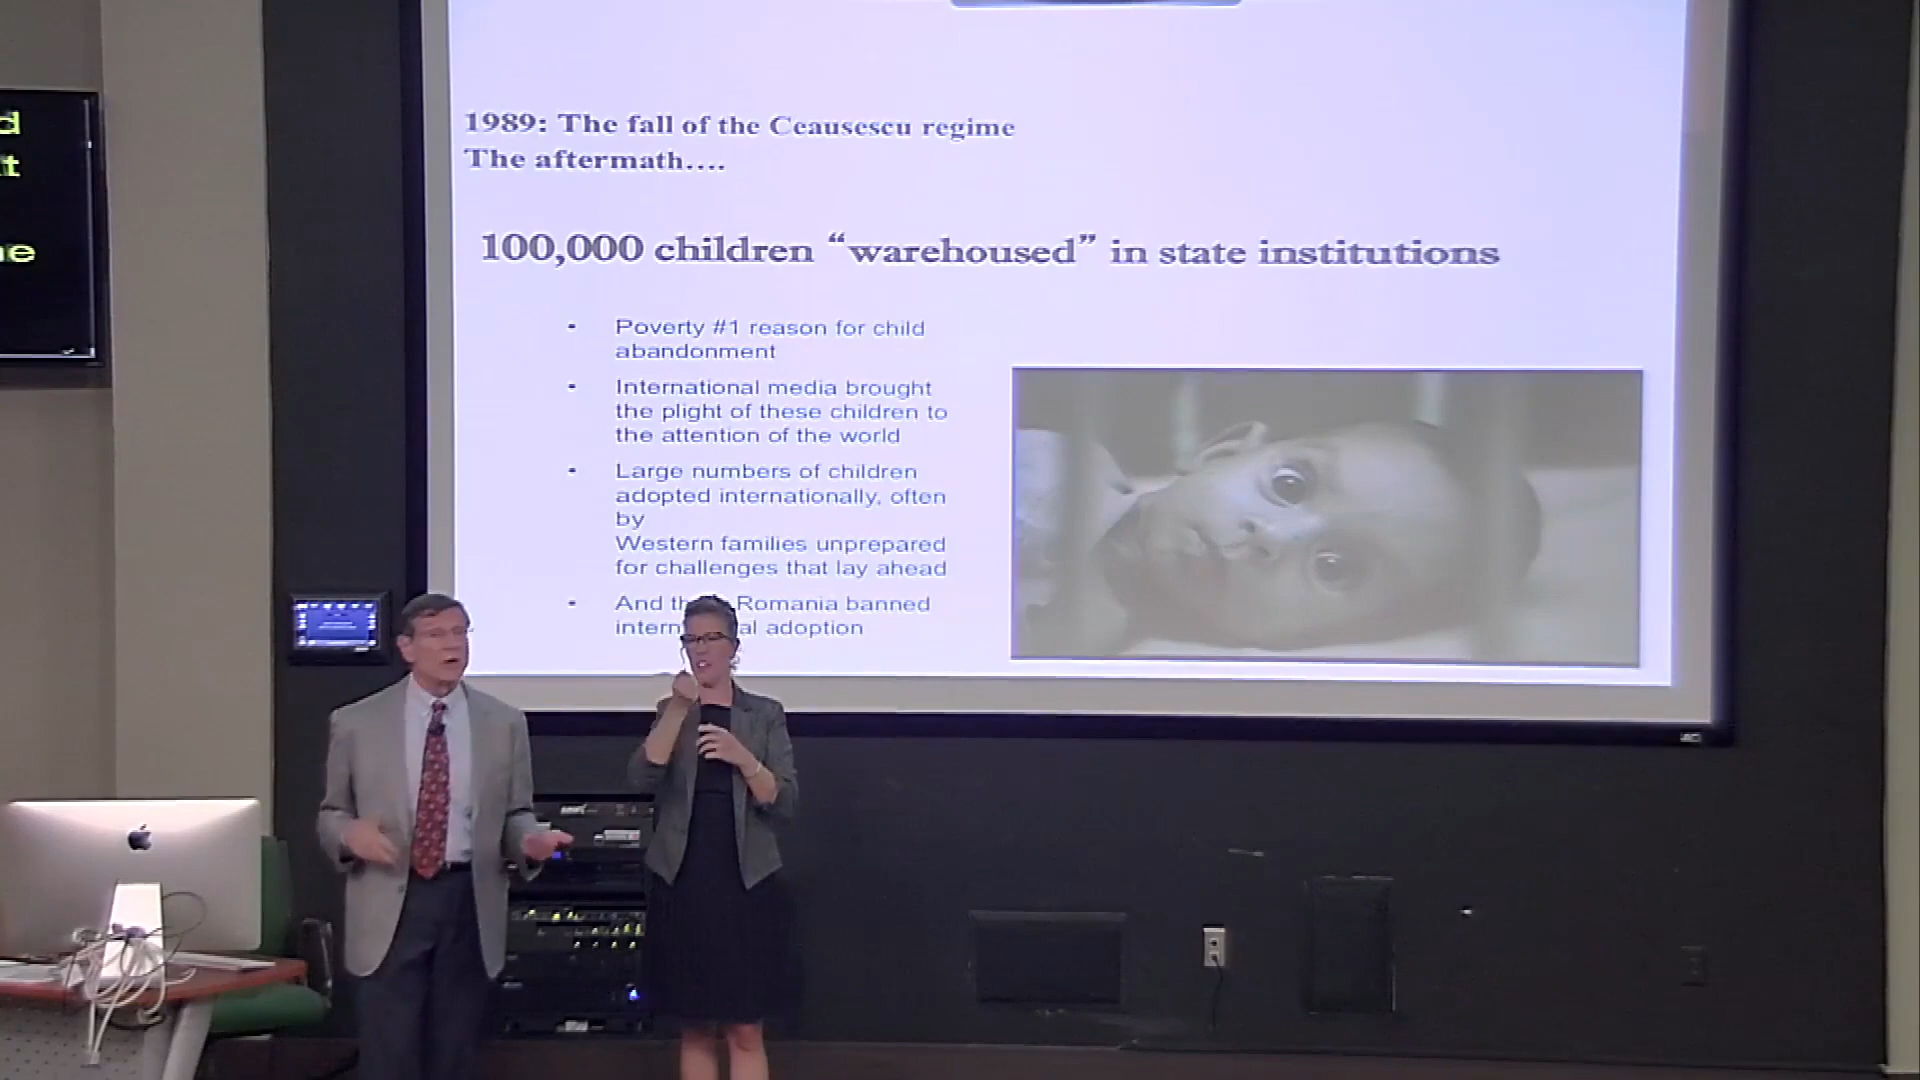 1989: The fall of the Ceausescu regime
The aftermath....
100,000 children “warehoused” in state institutions
• Poverty #1 reason for child
abandonment
• International media brought
the plight of these children to
the attention of the world
• Large numbers of children
adopted internationally, often
by
Western families unprepared
for challenges that lay ahead
• And Romania banned
adoption